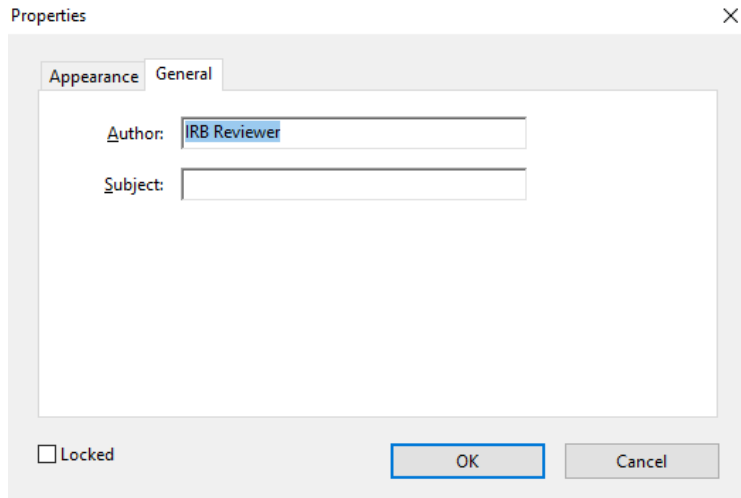 Properties
Appearance General
Author: IRB Reviewer
Subject:
Locked
OK Cancel